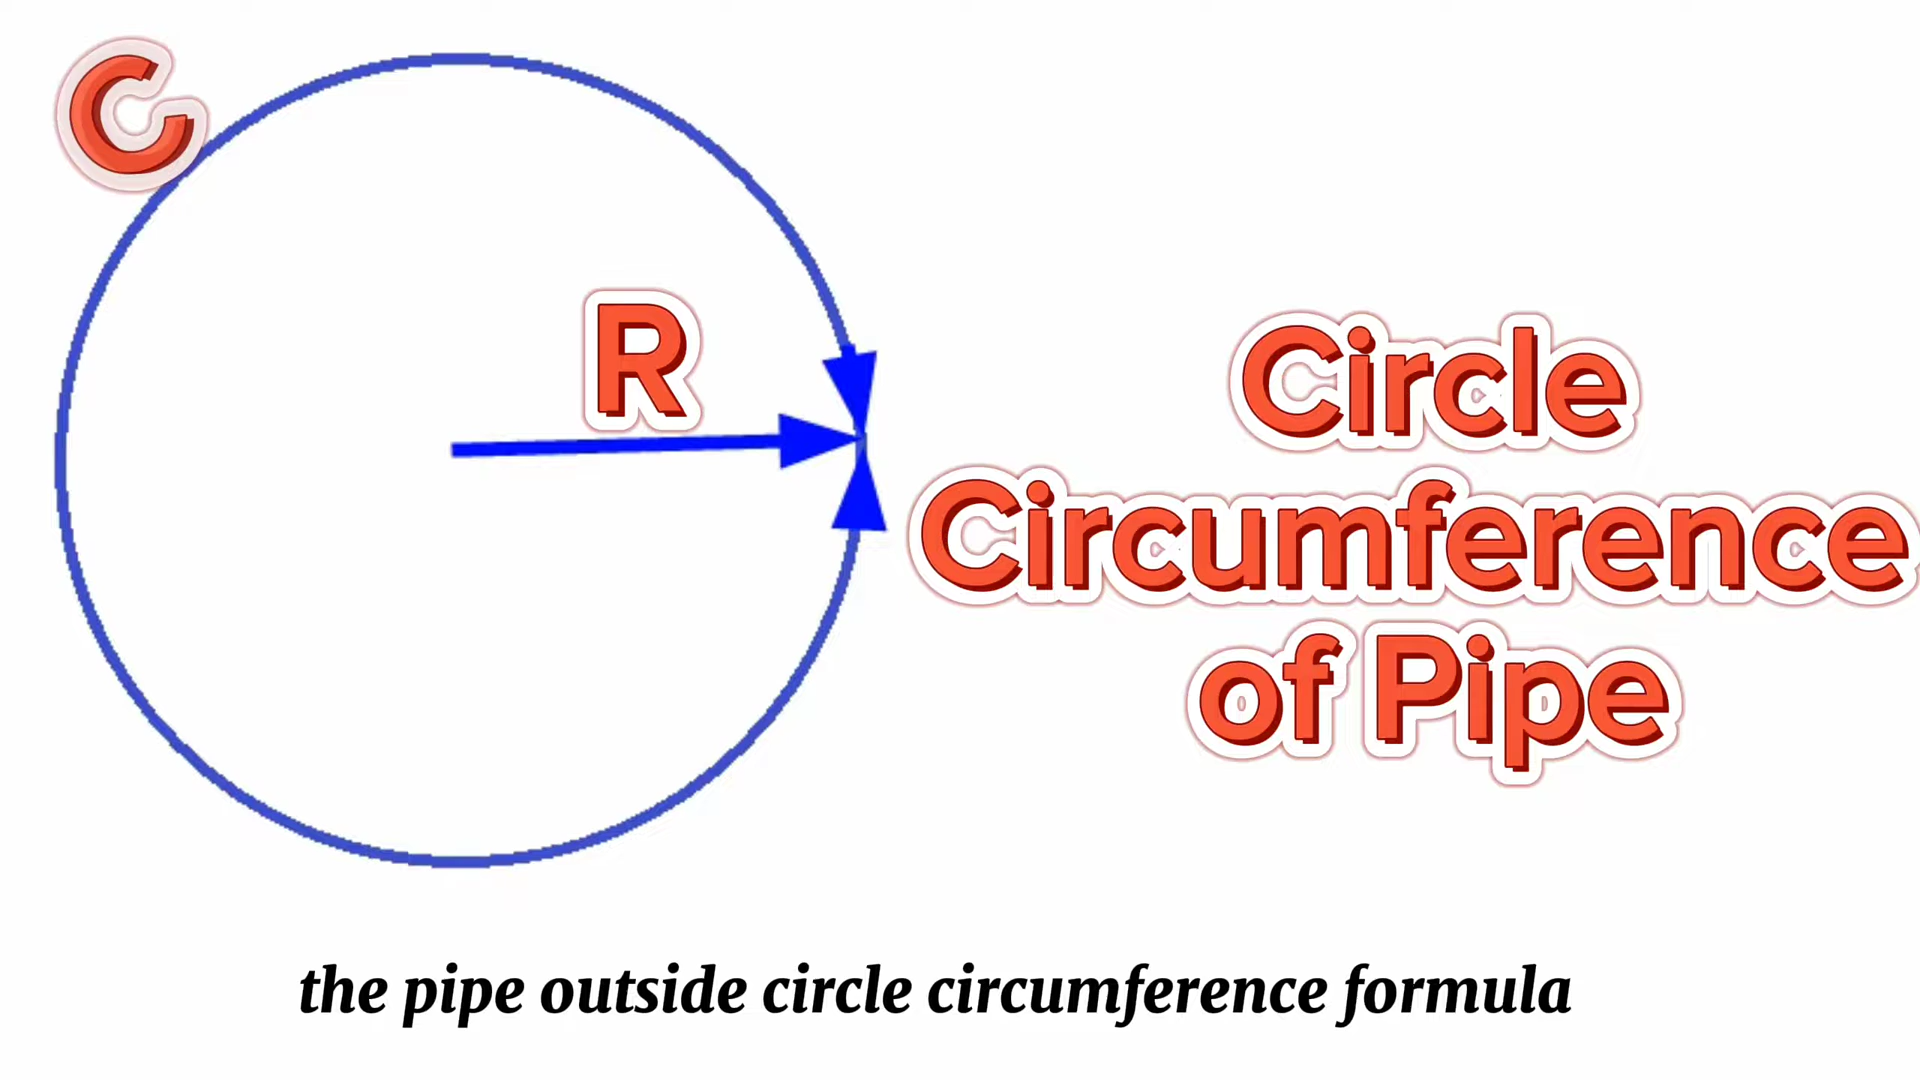 C
R
Circle
Circumference
of Pipe
the pipe outside circle circumference formula